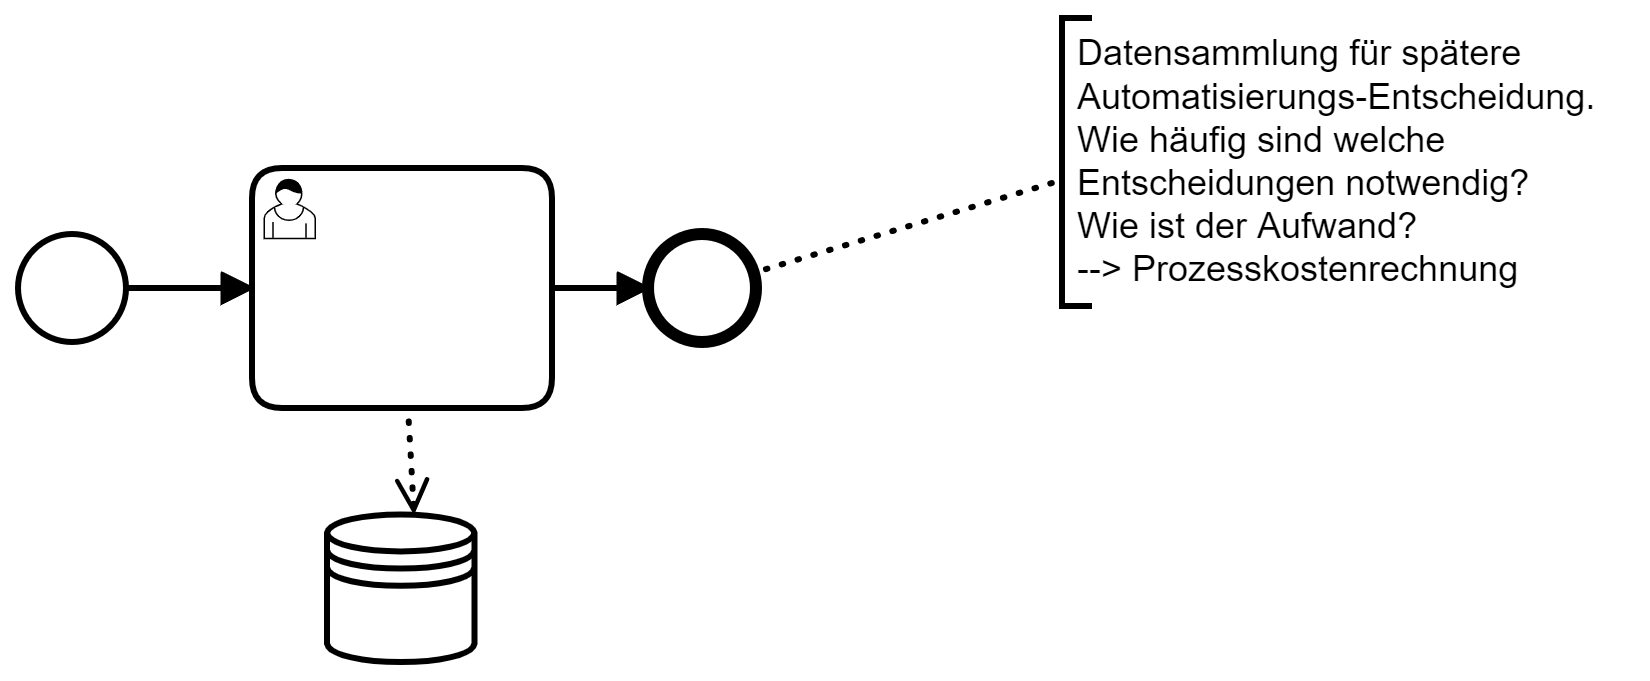 Datensammlung für spätere
Automatisierungs-Entscheidung.
Wie häufig sind welche
Entscheidungen notwendig?
Wie ist der Aufwand?
--> Prozesskostenrechnung